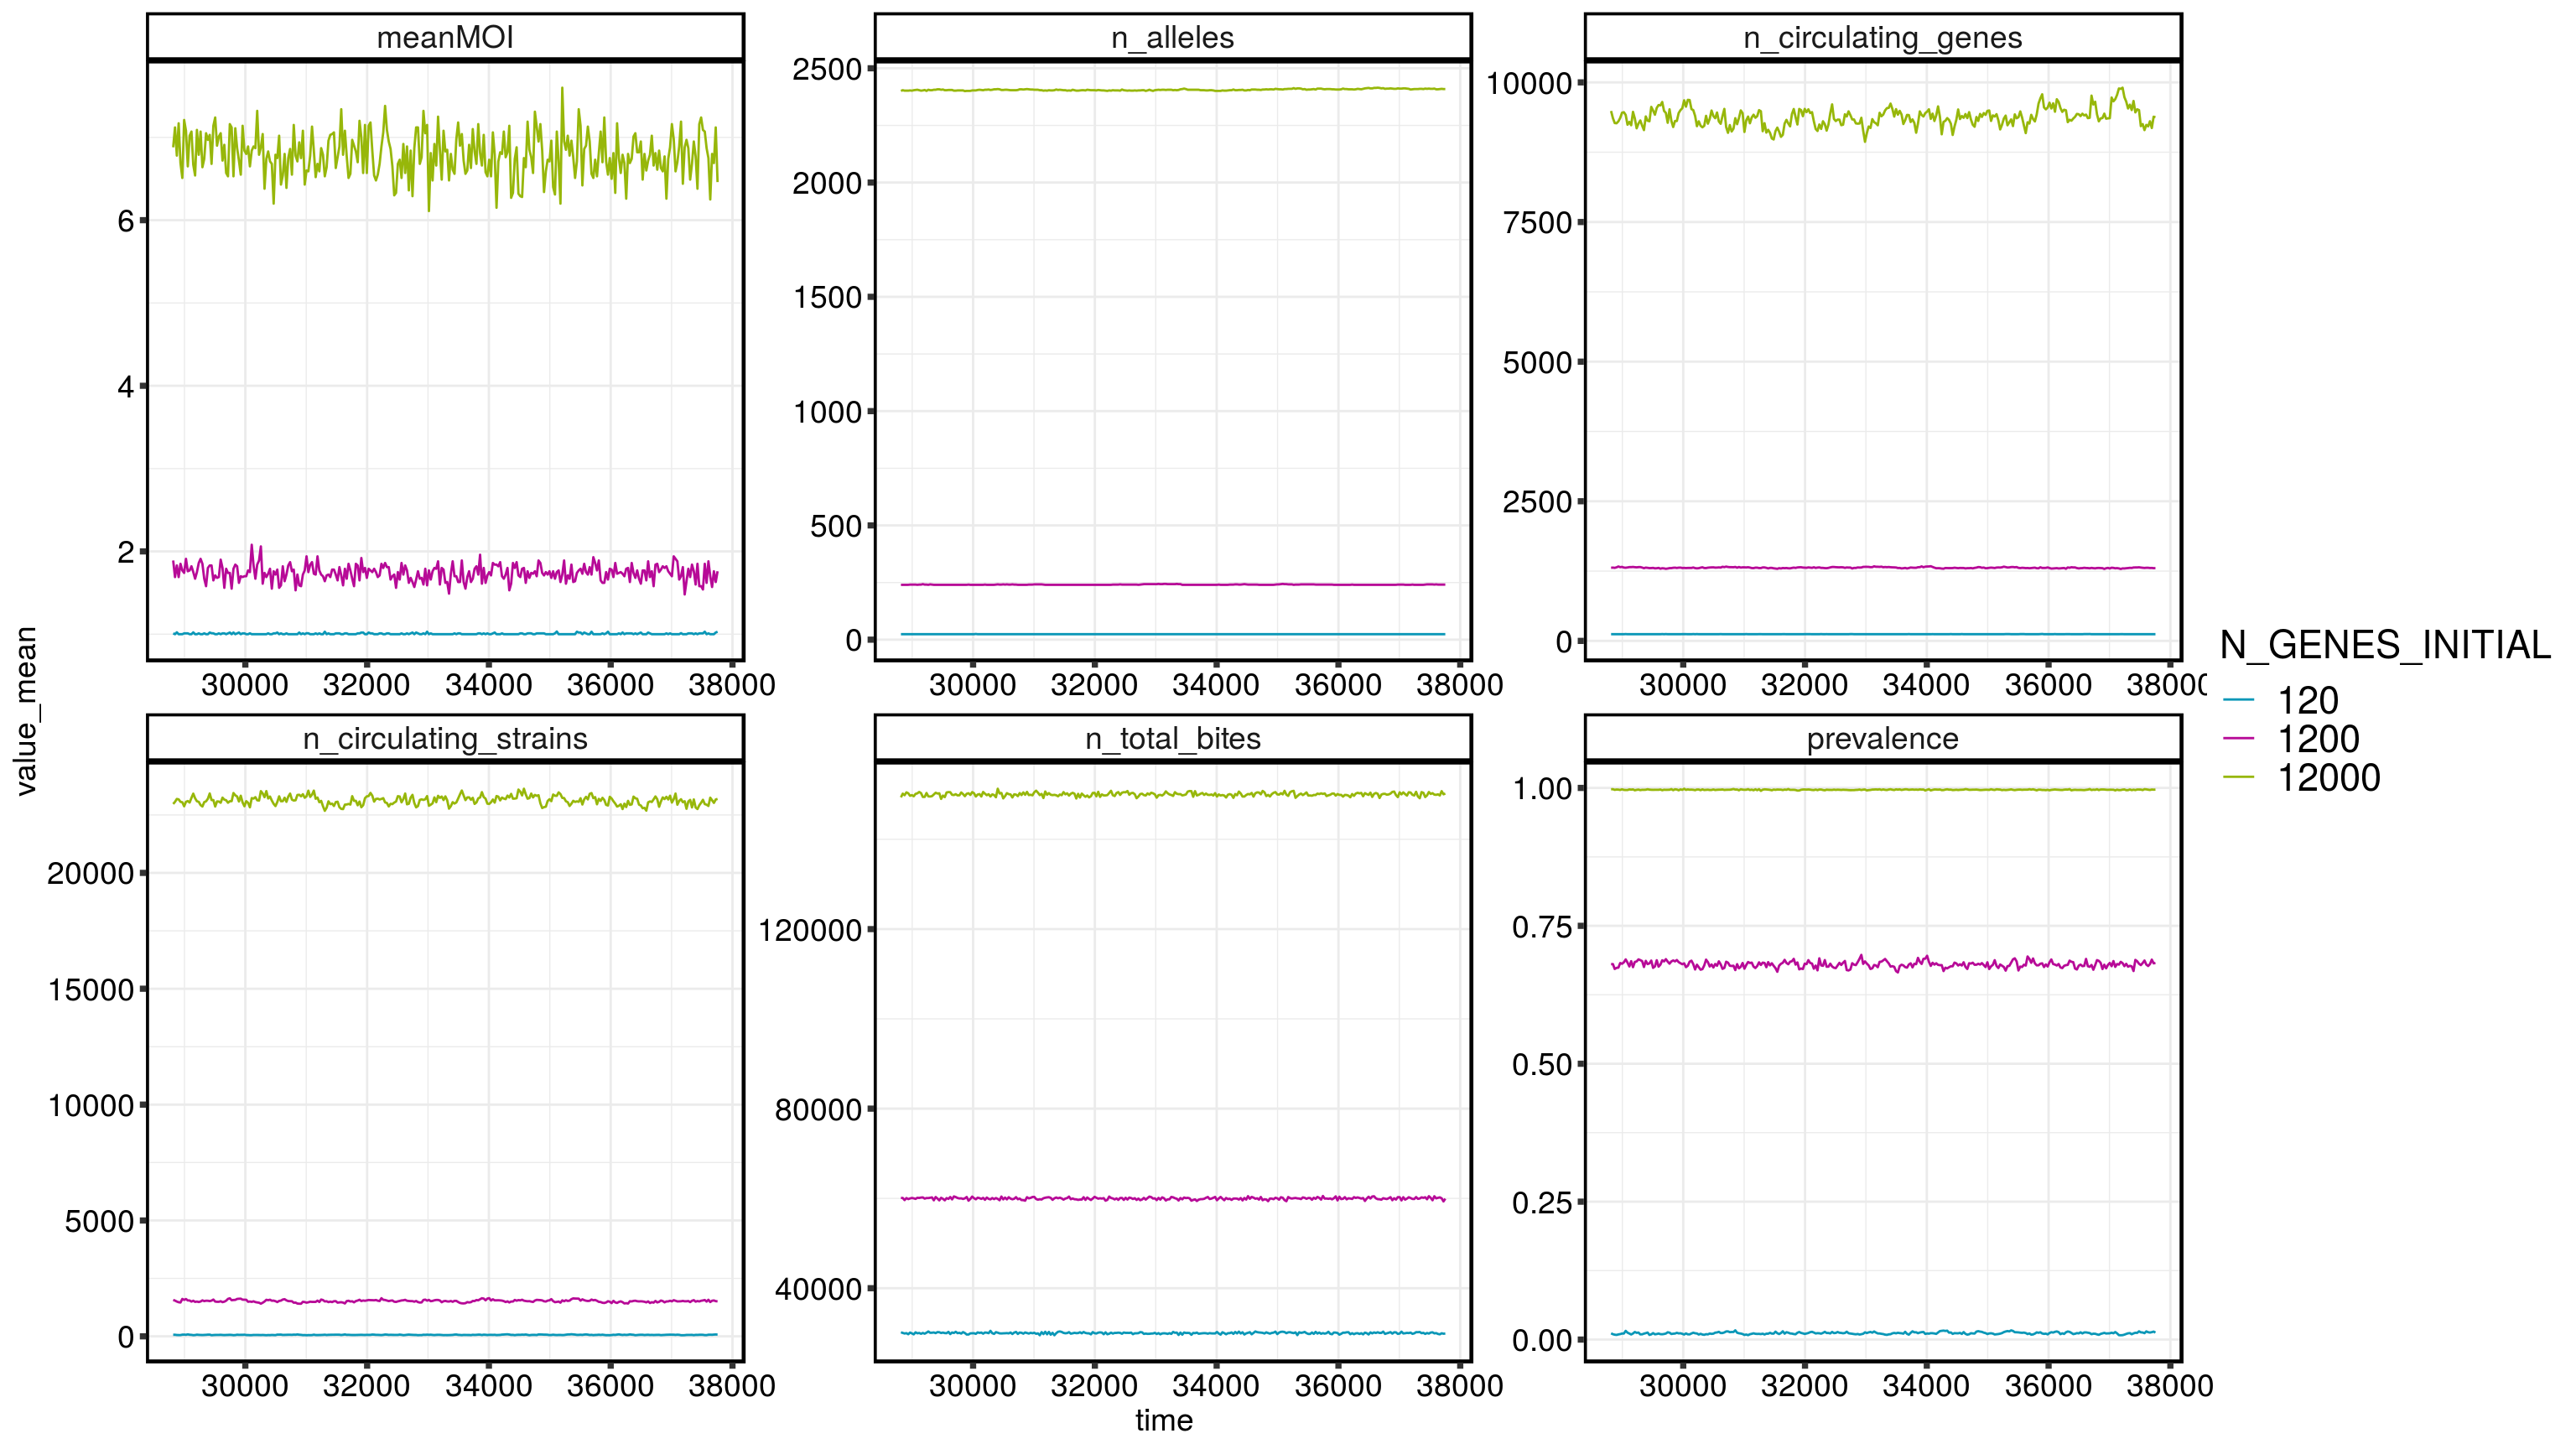 meanMOI
n_alleles
n_circulating_genes
6
4
2
2500
2000
1500
1000
500
0
10000
7500
5000
2500
0
30000 32000 34000 36000 38000
30000 32000 34000 36000 38000
30000 32000 34000 36000 3800
value_mean
n_circulating_strains
n_total_bites
prevalence
20000
15000
10000
5000
0
120000
80000
40000
1.00
0.75
0.50
0.25
0.00
30000 32000 34000 36000 38000
30000 32000 34000 36000 38000
30000 32000 34000 36000 38000
time
N_GENES_INITIAL
120
1200
12000